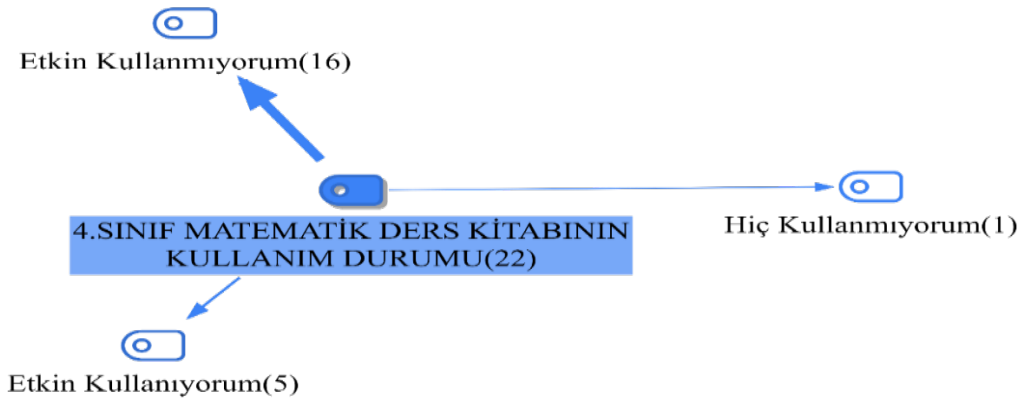 Etkin Kullanmıyorum(16)
4.SINIF MATEMATİK DERS KİTABININ
KULLANIM DURUMU(22)
Hiç Kullanmıyorum(1)
Etkin Kullanıyorum(5)